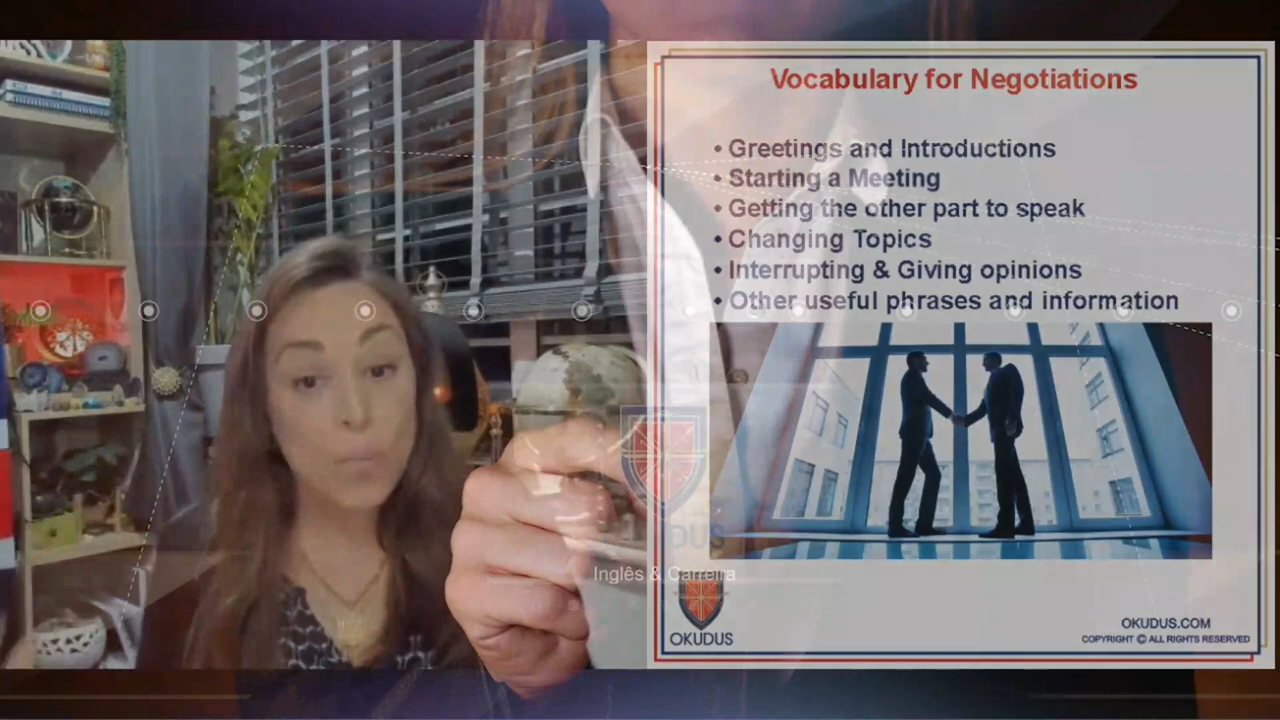 Vocabulary for Negotiations
• Greetings and Introductions
• Starting a Meeting
• Getting the other part to speak
• Changing Topics
• Interrupting & Giving opinions
• Other useful phrases and information
Inglês & Carreira
OKUDUS
OKUDUS.COM
COPYRIGHT © ALL RIGHTS RESERVED